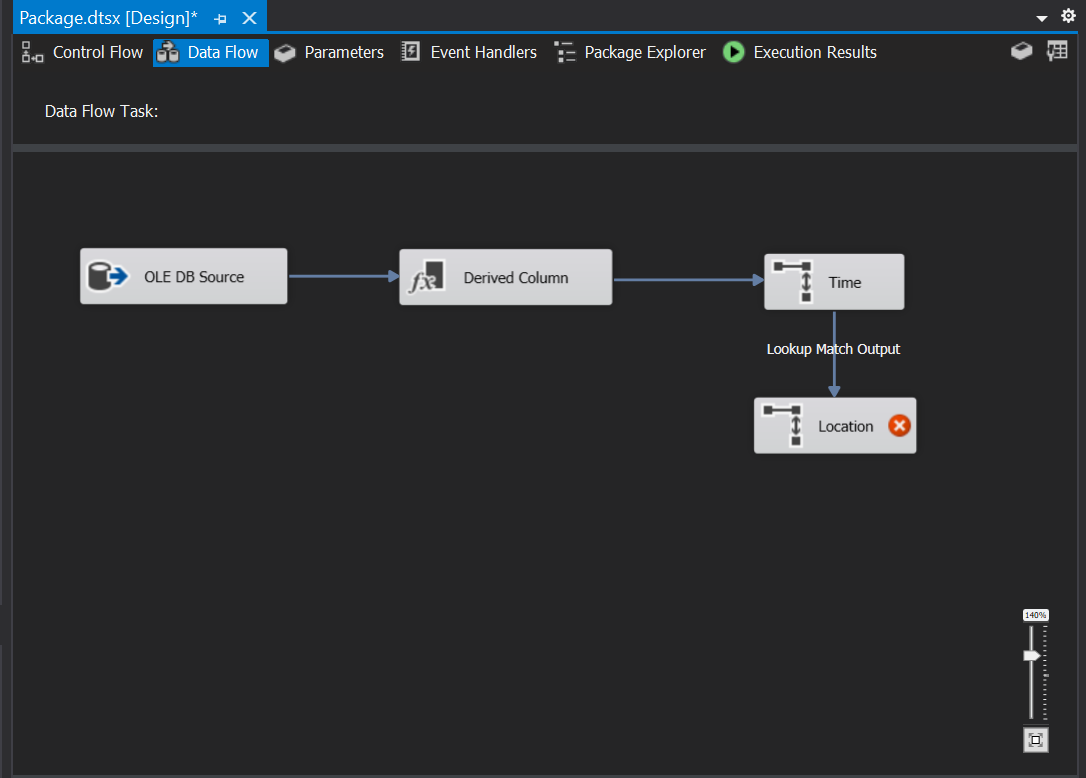 Package.dtsx [Design]*
Control Flow Data Flow Parameters Event Handlers Package Explorer Execution Results
Data Flow Task:
OLE DB Source
fx Derived Column
Time
Lookup Match Output
Location
140%